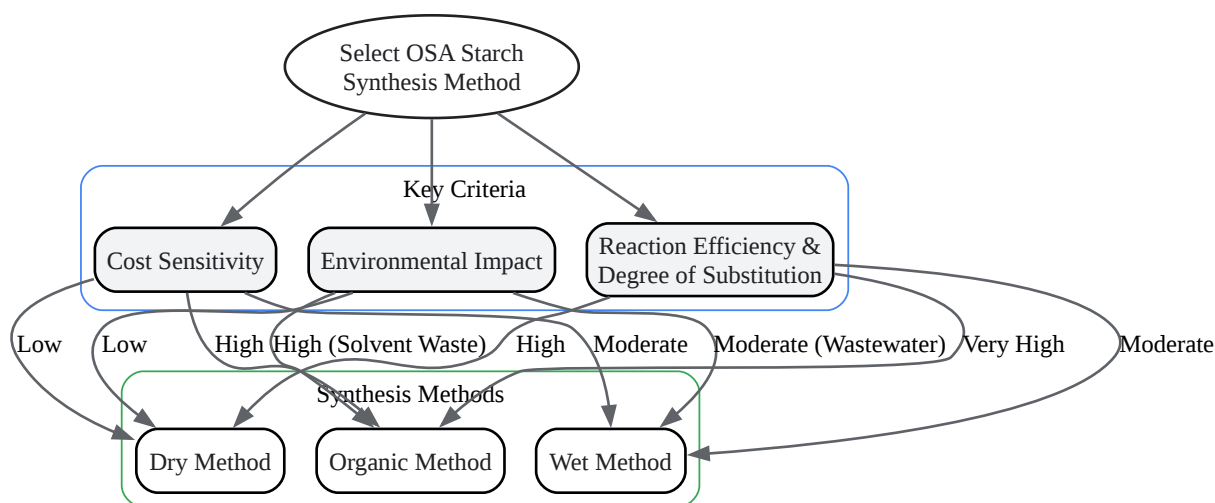 Select OSA Starch
Synthesis Method
Key Criteria
Cost Sensitivity
Environmental Impact
Reaction Efficiency &
Degree of Substitution
Low
Low
High
High (Solvent Waste)
High
Moderate
Moderate (Wastewater)
Very High
Moderate
Synthesis Methods
Dry Method
Organic Method
Wet Method